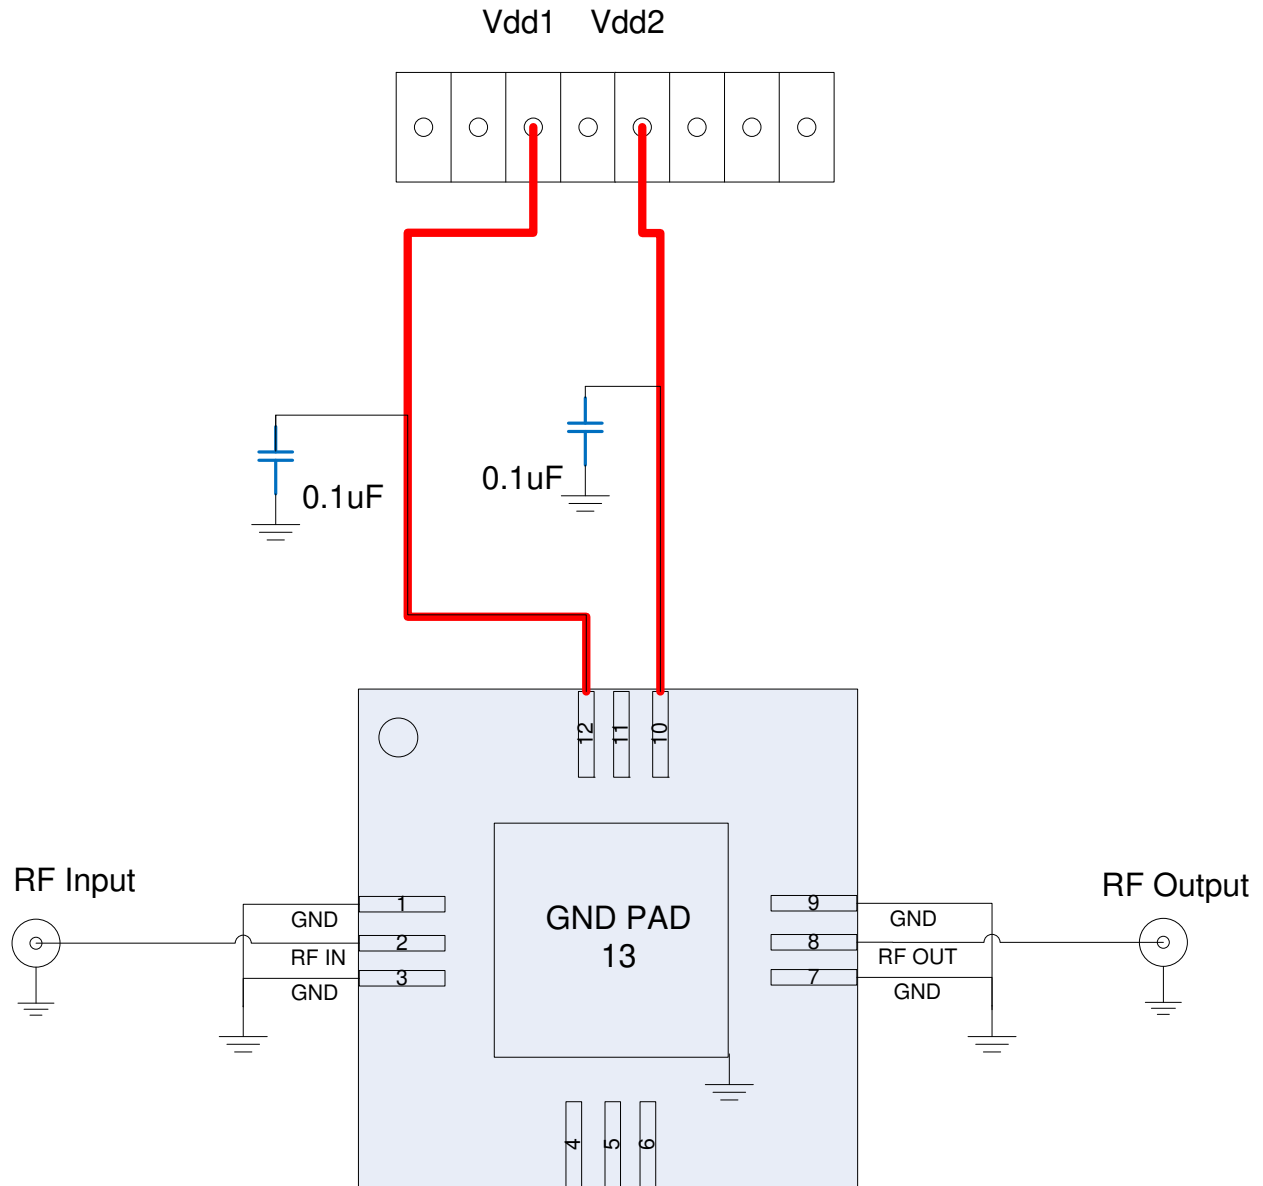 Vdd1 Vdd2
0.1uF
0.1uF
12
11
10
RF Input
RF Output
1
GND
2
RF IN
3
GND
GND PAD
13
9
GND
8
RF OUT
7
GND
4
5
6